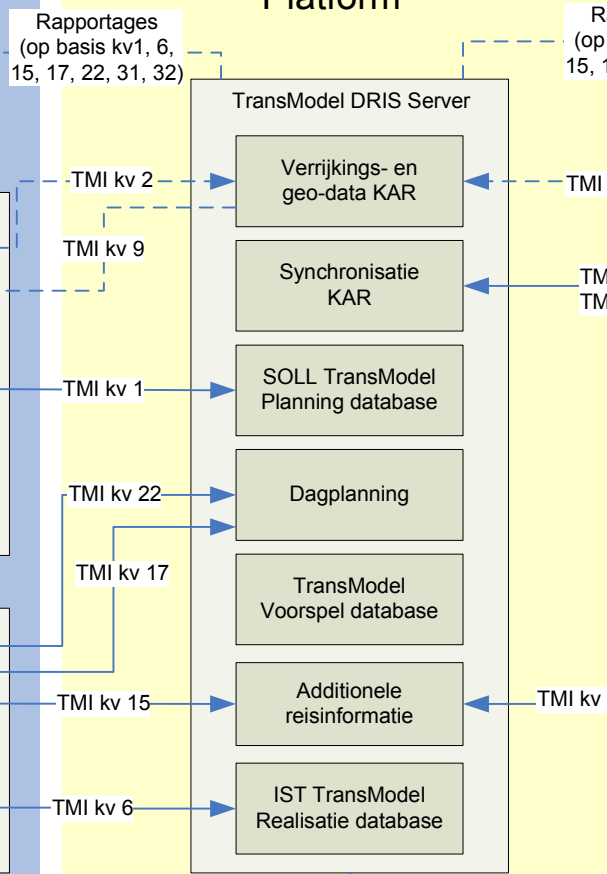 Platform
Rapportages
(op basis kv1, 6,
15, 17, 22, 31, 32)
(op
15, 1
TransModel DRIS Server
Verrijkings- en
geo-data KAR
TMI kv 2
TMI
TMI kv 9
Synchronisatie
KAR
SOLL TransModel
Planning database
TMI kv 1
Dagplanning
TMI kv 22
TMI kv 17
TransModel
Voorspel database
Additionele
reisinformatie
TMI kv 15
TMI kv
IST TransModel
Realisatie database
TMI kv 6